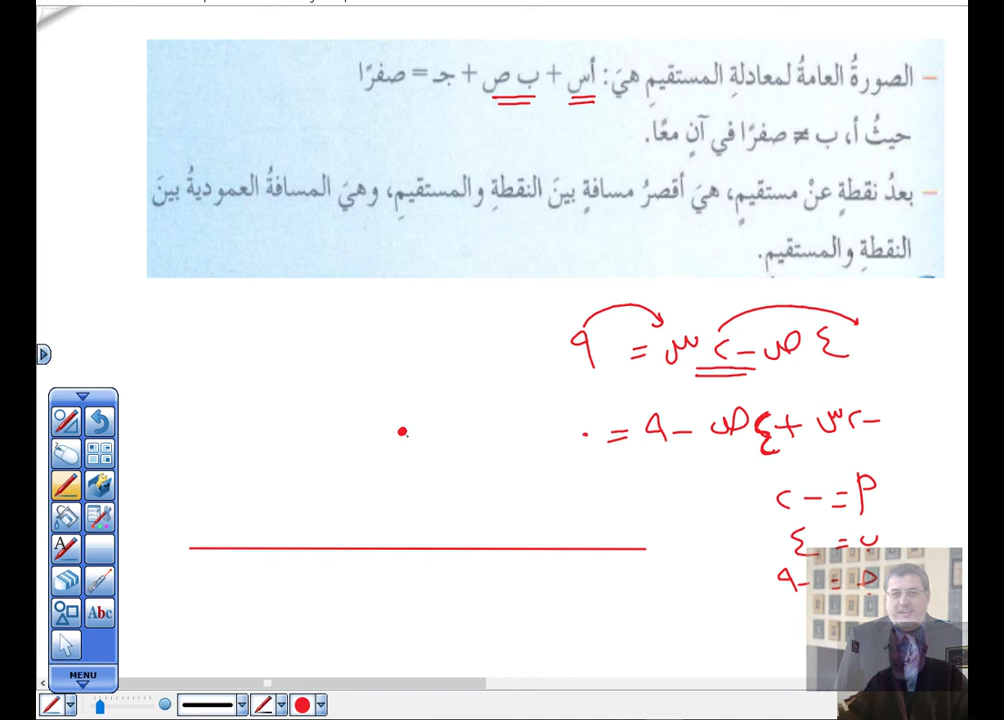 – الصورةُ العامةُ لمعادلةِ المستقيمِ هيَ: أس + ب ص + جـ = صفرًا
حيثُ أ، ب ≠ صفرًا في آنٍ معًا.
– بعدُ نقطةٍ عنْ مستقيمٍ، هيَ أقصرُ مسافةٍ بينَ النقطةِ والمستقيمِ، وهيَ المسافةُ العموديةُ بينَ
النقطةِ والمستقيمِ.
٤ ص – ٢ س = ٩
–٢ س + ٤ ص – ٩ = ٠
أ = – ٢
ب = ٤
جـ = – ٩
Abc
MENU